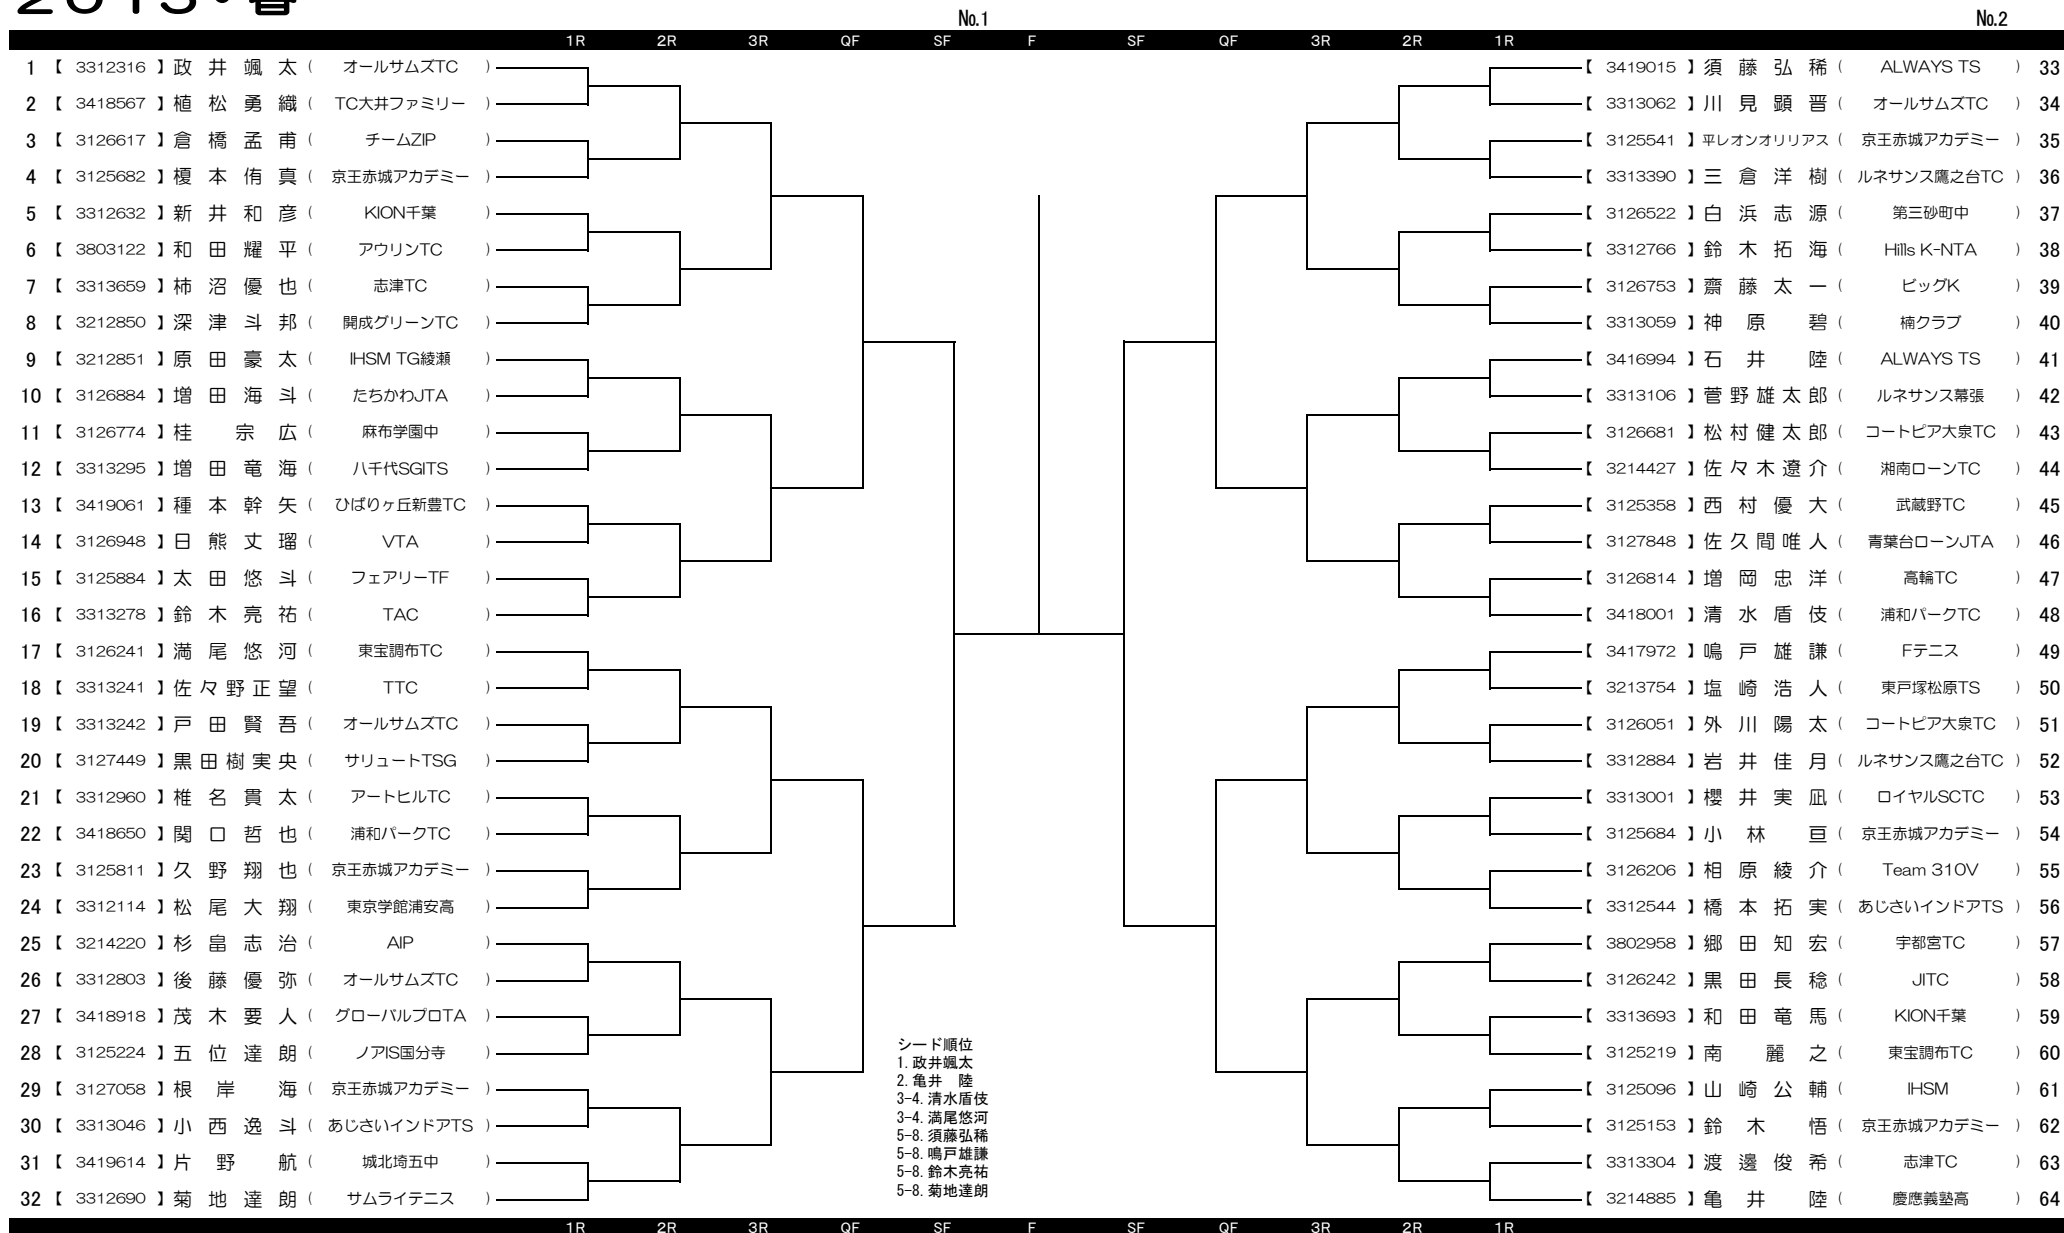 2013・春
No.1
No.2
1R 2R 3R QF SF F SF QF 3R 2R 1R
1 【 3312316 】 政井颯太 ( オールサムズTC )
2 【 3418567 】 植松勇織 ( TC大井ファミリー )
3 【 3126617 】 倉橋孟甫 ( チームZIP )
4 【 3125682 】 榎本侑真 ( 京王赤城アカデミー )
5 【 3312632 】 新井和彦 ( KION千葉 )
6 【 3803122 】 和田耀平 ( アウリンTC )
7 【 3313659 】 柿沼優也 ( 志津TC )
8 【 3212850 】 深津斗邦 ( 開成グリーンTC )
9 【 3212851 】 原田豪太 ( IHSM TG綾瀬 )
10 【 3126884 】 増田海斗 ( たちかわJTA )
11 【 3126774 】 桂 宗広 ( 麻布学園中 )
12 【 3313295 】 増田竜海 ( 八千代SGITS )
13 【 3419061 】 種本幹矢 ( ひばりヶ丘新豊TC )
14 【 3126948 】 日熊丈瑠 ( VTA )
15 【 3125884 】 太田悠斗 ( フェアリーTF )
16 【 3313278 】 鈴木亮祐 ( TAC )
17 【 3126241 】 満尾悠河 ( 東宝調布TC )
18 【 3313241 】 佐々野正望 ( TTC )
19 【 3313242 】 戸田賢吾 ( オールサムズTC )
20 【 3127449 】 黒田樹実央 ( サリュートTSG )
21 【 3312960 】 椎名貫太 ( アートヒルTC )
22 【 3418650 】 関口哲也 ( 浦和パークTC )
23 【 3125811 】 久野翔也 ( 京王赤城アカデミー )
24 【 3312114 】 松尾大翔 ( 東京学館浦安高 )
25 【 3214220 】 杉畠志治 ( AIP )
26 【 3312803 】 後藤優弥 ( オールサムズTC )
27 【 3418918 】 茂木要人 ( グローバルプロTA )
28 【 3125224 】 五位達朗 ( ノアIS国分寺 )
29 【 3127058 】 根岸 海 ( 京王赤城アカデミー )
30 【 3313046 】 小西逸斗 ( あじさいインドアTS )
31 【 3419614 】 片野 航 ( 城北埼五中 )
32 【 3312690 】 菊地達朗 ( サムライテニス )
シード順位
1. 政井颯太
2. 亀井 陸
3-4. 清水盾伎
3-4. 満尾悠河
5-8. 須藤弘稀
5-8. 鳴戸雄謙
5-8. 鈴木亮祐
5-8. 菊地達朗
【 3419015 】 須藤弘稀 ( ALWAYS TS ) 33
【 3313062 】 川見顕晋 ( オールサムズTC ) 34
【 3125541 】 平レオンオリリアス ( 京王赤城アカデミー ) 35
【 3313390 】 三倉洋樹 ( ルネサンス鷹之台TC ) 36
【 3126522 】 白浜志源 ( 第三砂町中 ) 37
【 3312766 】 鈴木拓海 ( Hills K-NTA ) 38
【 3126753 】 齋藤太一 ( ビッグK ) 39
【 3313059 】 神原 碧 ( 楠クラブ ) 40
【 3416994 】 石井 陸 ( ALWAYS TS ) 41
【 3313106 】 菅野雄太郎 ( ルネサンス幕張 ) 42
【 3126681 】 松村健太郎 ( コートピア大泉TC ) 43
【 3214427 】 佐々木遼介 ( 湘南ローンTC ) 44
【 3125358 】 西村優大 ( 武蔵野TC ) 45
【 3127848 】 佐久間唯人 ( 青葉台ローンJTA ) 46
【 3126814 】 増岡忠洋 ( 高輪TC ) 47
【 3418001 】 清水盾伎 ( 浦和パークTC ) 48
【 3417972 】 鳴戸雄謙 ( Fテニス ) 49
【 3213754 】 塩崎浩人 ( 東戸塚松原TS ) 50
【 3126051 】 外川陽太 ( コートピア大泉TC ) 51
【 3312884 】 岩井佳月 ( ルネサンス鷹之台TC ) 52
【 3313001 】 櫻井実凪 ( ロイヤルSCTC ) 53
【 3125684 】 小林 亘 ( 京王赤城アカデミー ) 54
【 3126206 】 相原綾介 ( Team 310V ) 55
【 3312544 】 橋本拓実 ( あじさいインドアTS ) 56
【 3802958 】 郷田知宏 ( 宇都宮TC ) 57
【 3126242 】 黒田長稔 ( JITC ) 58
【 3313693 】 和田竜馬 ( KION千葉 ) 59
【 3125219 】 南 麗之 ( 東宝調布TC ) 60
【 3125096 】 山崎公輔 ( IHSM ) 61
【 3125153 】 鈴木 悟 ( 京王赤城アカデミー ) 62
【 3313304 】 渡邊俊希 ( 志津TC ) 63
【 3214885 】 亀井 陸 ( 慶應義塾高 ) 64
1R 2R 3R QF SF F SF QF 3R 2R 1R